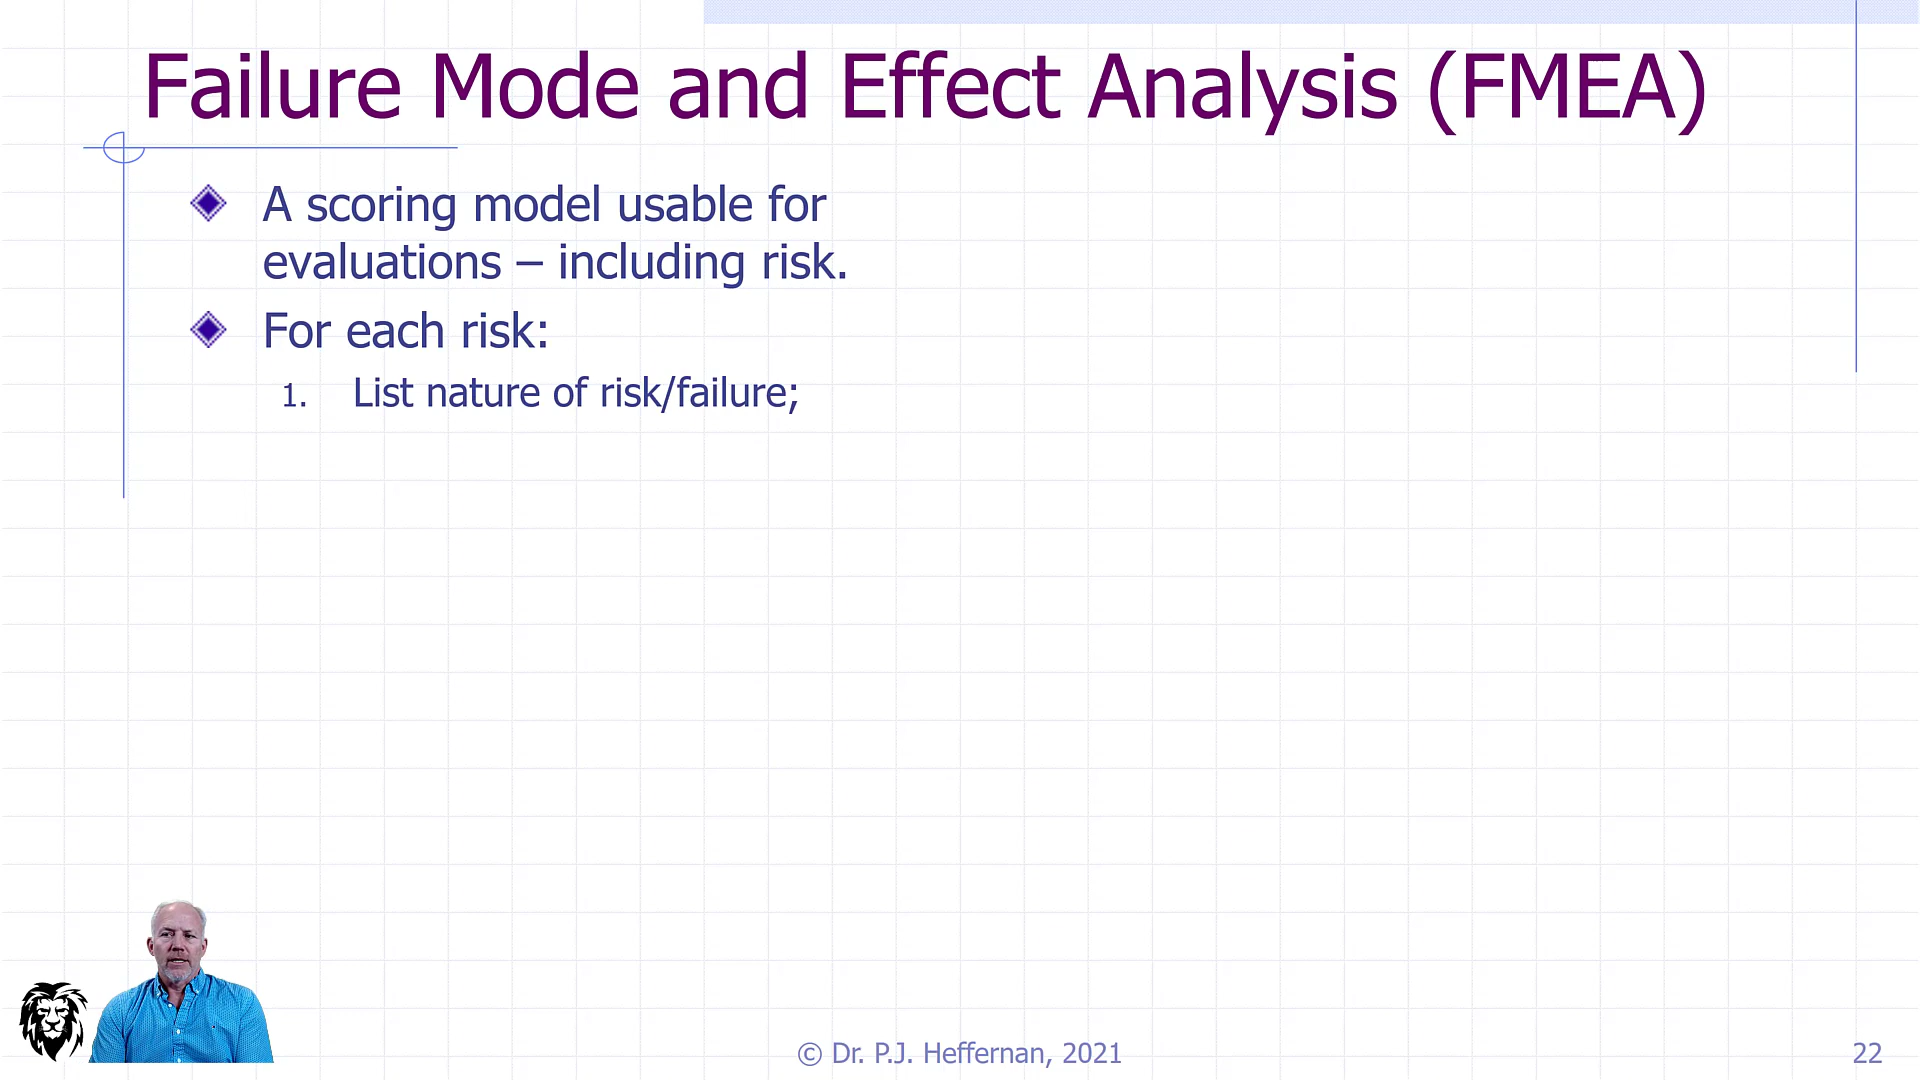 Failure Mode and Effect Analysis (FMEA)
A scoring model usable for
evaluations – including risk.
For each risk:
1. List nature of risk/failure;
© Dr. P.J. Heffernan, 2021
22